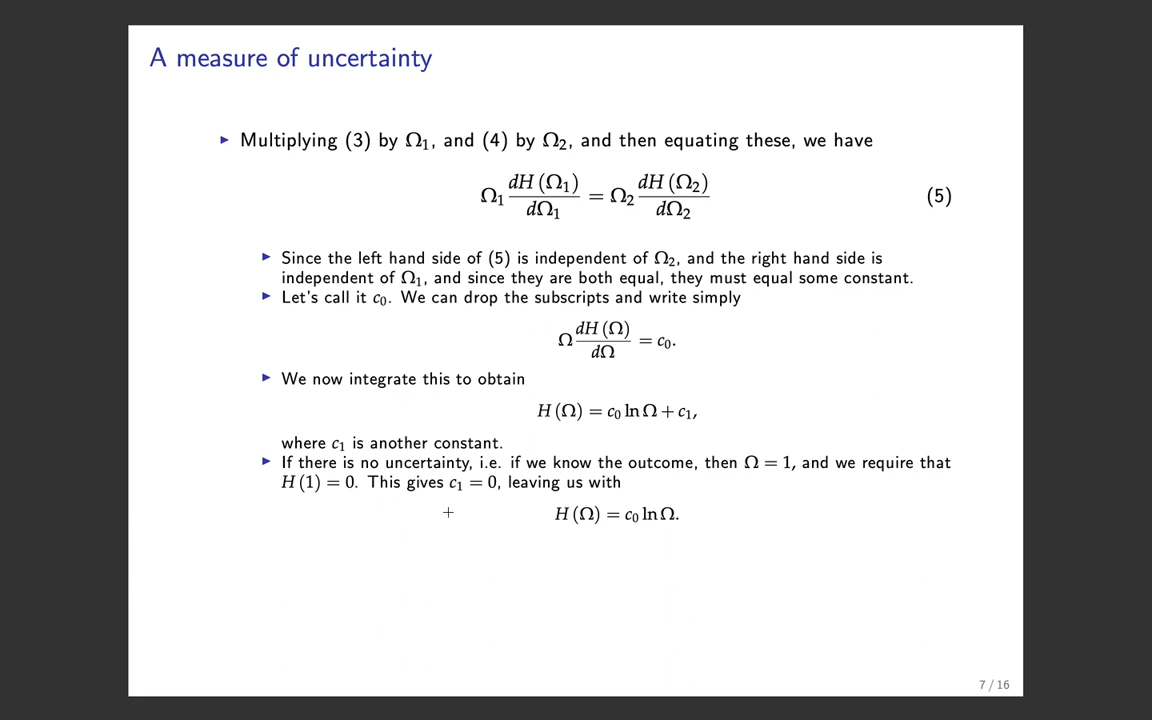 A measure of uncertainty
▶ Multiplying (3) by Ω₁, and (4) by Ω₂, and then equating these, we have
Ω₁ dH(Ω₁)/dΩ₁ = Ω₂ dH(Ω₂)/dΩ₂ (5)
▶ Since the left hand side of (5) is independent of Ω₂, and the right hand side is
independent of Ω₁, and since they are both equal, they must equal some constant.
▶ Let's call it c₀. We can drop the subscripts and write simply
Ω dH(Ω)/dΩ = c₀.
▶ We now integrate this to obtain
H(Ω) = c₀ ln Ω + c₁,
where c₁ is another constant.
▶ If there is no uncertainty, i.e. if we know the outcome, then Ω = 1, and we require that
H(1) = 0. This gives c₁ = 0, leaving us with
H(Ω) = c₀ ln Ω.
7 / 16